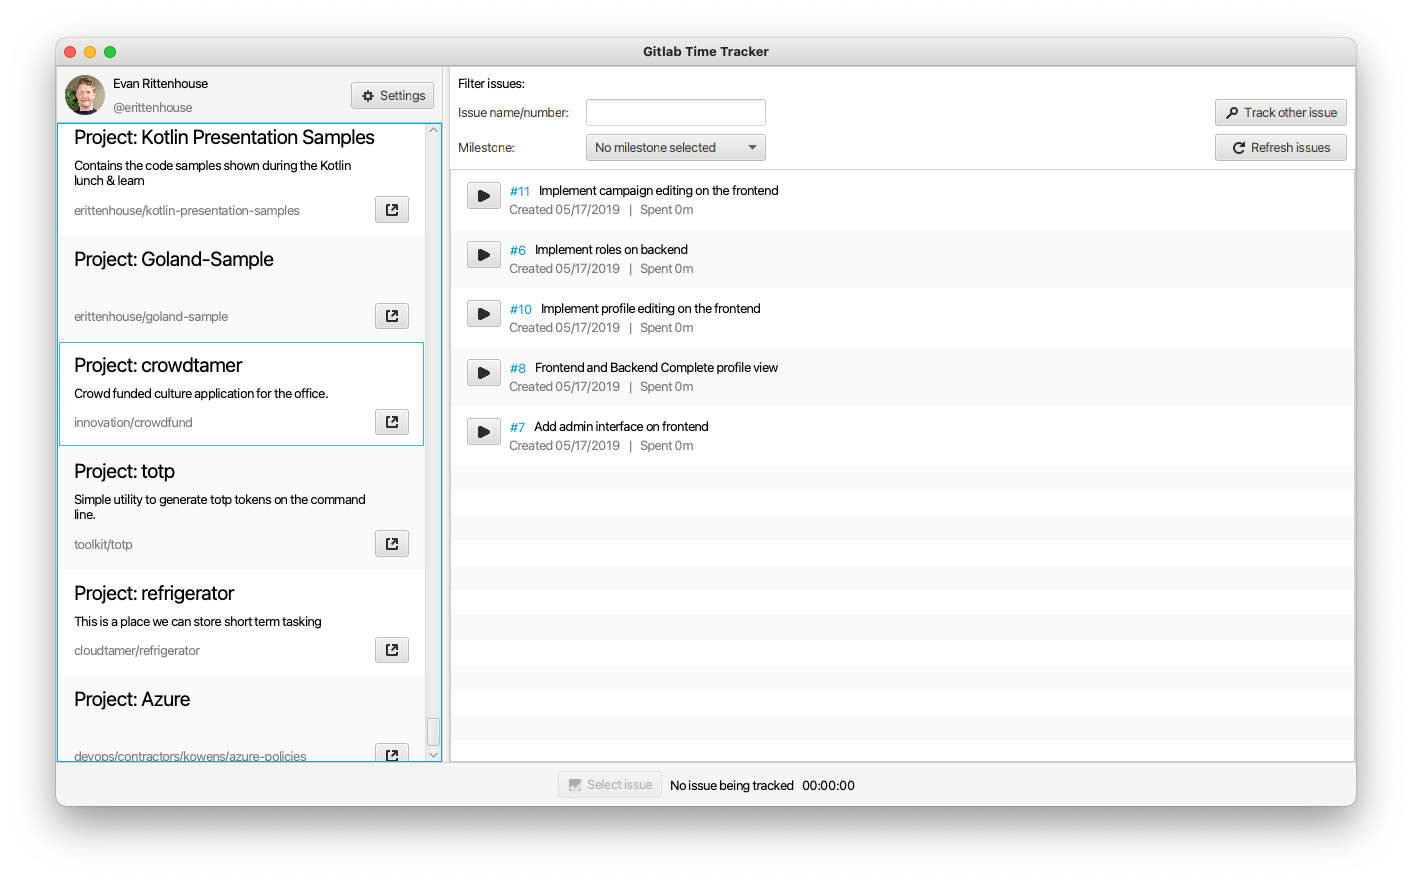 Gitlab Time Tracker
Evan Rittenhouse
@erittenhouse
Settings
Project: Kotlin Presentation Samples
Contains the code samples shown during the Kotlin
lunch & learn
erittenhouse/kotlin-presentation-samples
Project: Goland-Sample
erittenhouse/goland-sample
Project: crowdtamer
Crowd funded culture application for the office.
innovation/crowdfund
Project: totp
Simple utility to generate totp tokens on the command
line.
toolkit/totp
Project: refrigerator
This is a place we can store short term tasking
cloudtamer/refrigerator
Project: Azure
devops/contractors/kowens/azure-policies
Filter issues:
Issue name/number:
Track other issue
Milestone:
No milestone selected
Refresh issues
#11 Implement campaign editing on the frontend
Created 05/17/2019 | Spent 0m
#6 Implement roles on backend
Created 05/17/2019 | Spent 0m
#10 Implement profile editing on the frontend
Created 05/17/2019 | Spent 0m
#8 Frontend and Backend Complete profile view
Created 05/17/2019 | Spent 0m
#7 Add admin interface on frontend
Created 05/17/2019 | Spent 0m
Select issue No issue being tracked 00:00:00